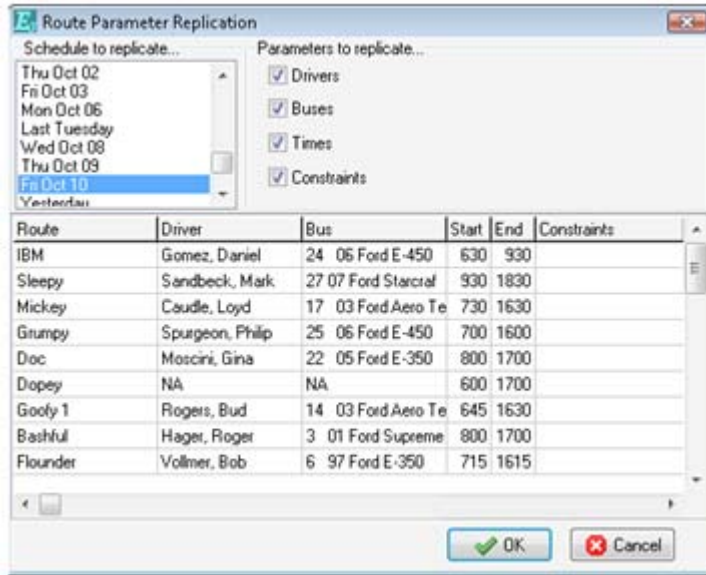 Route Parameter Replication
Schedule to replicate... Parameters to replicate...
Thu Oct 02
Fri Oct 03
Mon Oct 06
Last Tuesday
Wed Oct 08
Thu Oct 09
Fri Oct 10
Yesterday
Drivers
Buses
Times
Constraints
Route Driver Bus Start End Constraints
IBM Gomez, Daniel 24 06 Ford E-450 630 930
Sleepy Sandbeck, Mark 27 07 Ford Starcraf 930 1830
Mickey Caudle, Loyd 17 03 Ford Aero Te 730 1630
Grumpy Spurgeon, Philip 25 06 Ford E-450 700 1600
Doc Moscini, Gina 22 05 Ford E-350 800 1700
Dopey NA NA 600 1700
Goofy 1 Rogers, Bud 14 03 Ford Aero Te 645 1630
Bashful Hager, Roger 3 01 Ford Supreme 800 1700
Flounder Vollmer, Bob 6 97 Ford E-350 715 1615
OK Cancel